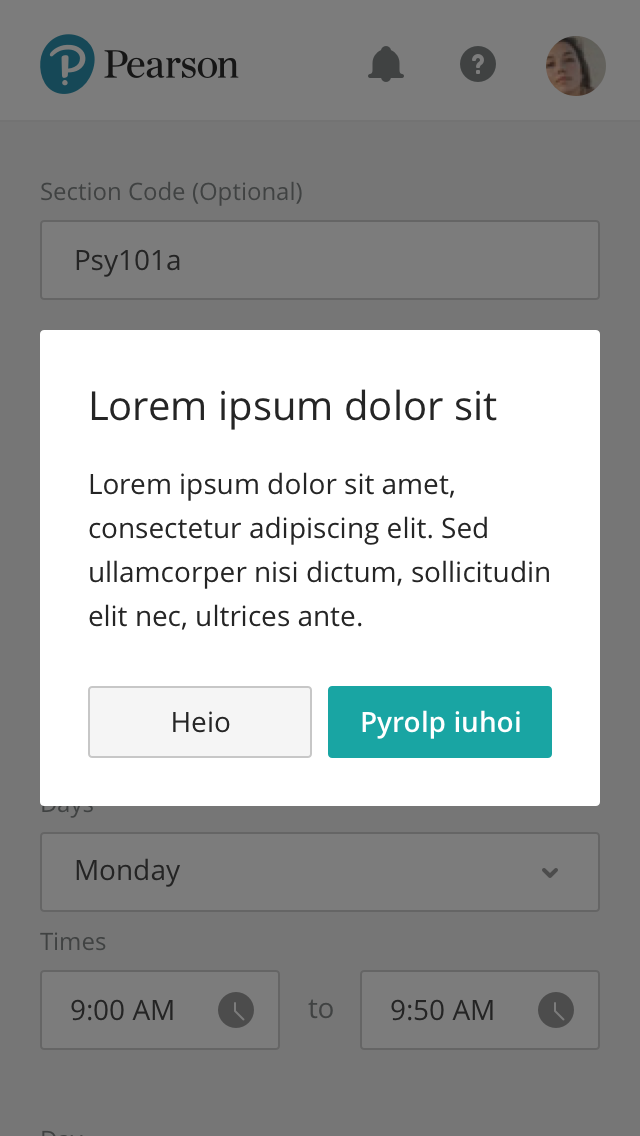 Pearson
Section Code (Optional)
Psy101a
Lorem ipsum dolor sit
Lorem ipsum dolor sit amet,
consectetur adipiscing elit. Sed
ullamcorper nisi dictum, sollicitudin
elit nec, ultrices ante.
Heio
Pyrolp iuhoi
Days
Monday
Times
9:00 AM
to
9:50 AM